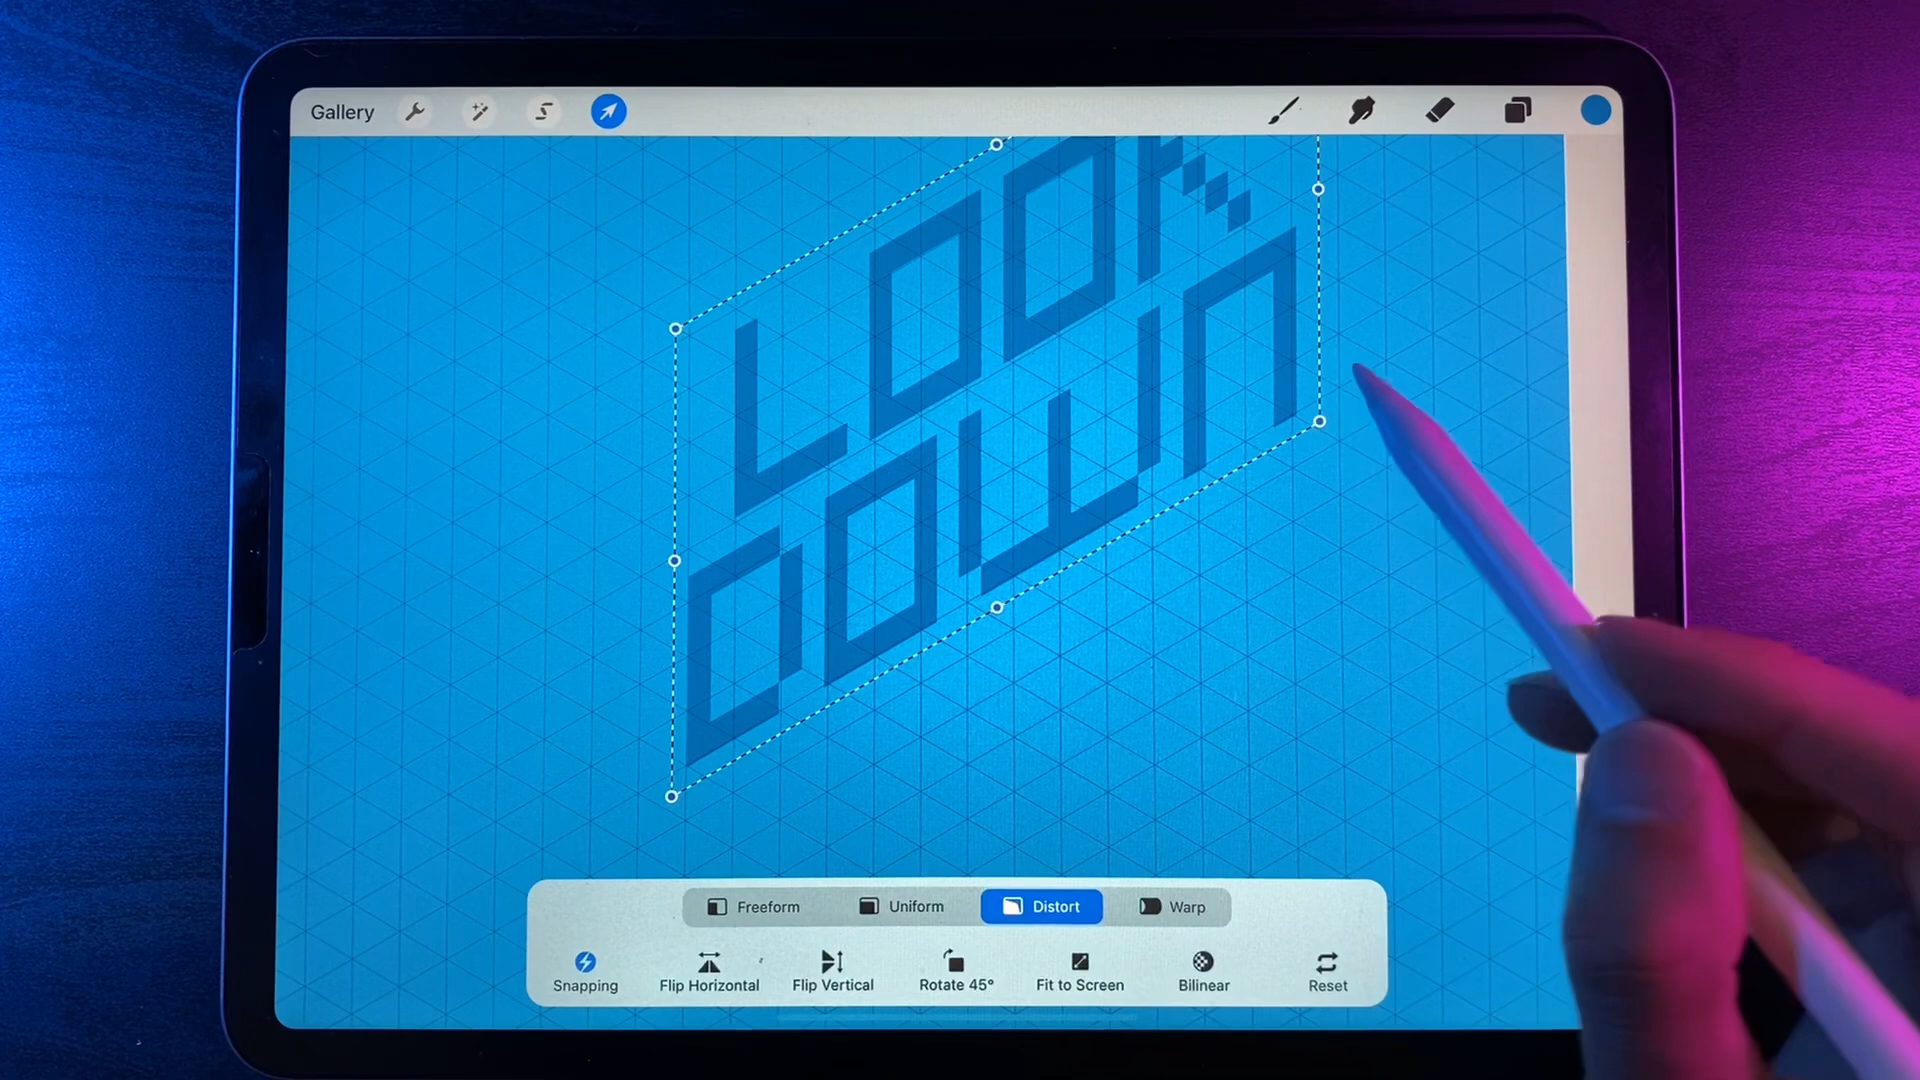 Gallery
LOOK
DOWN
Freeform Uniform Distort Warp
Snapping Flip Horizontal Flip Vertical Rotate 45° Fit to Screen Bilinear Reset